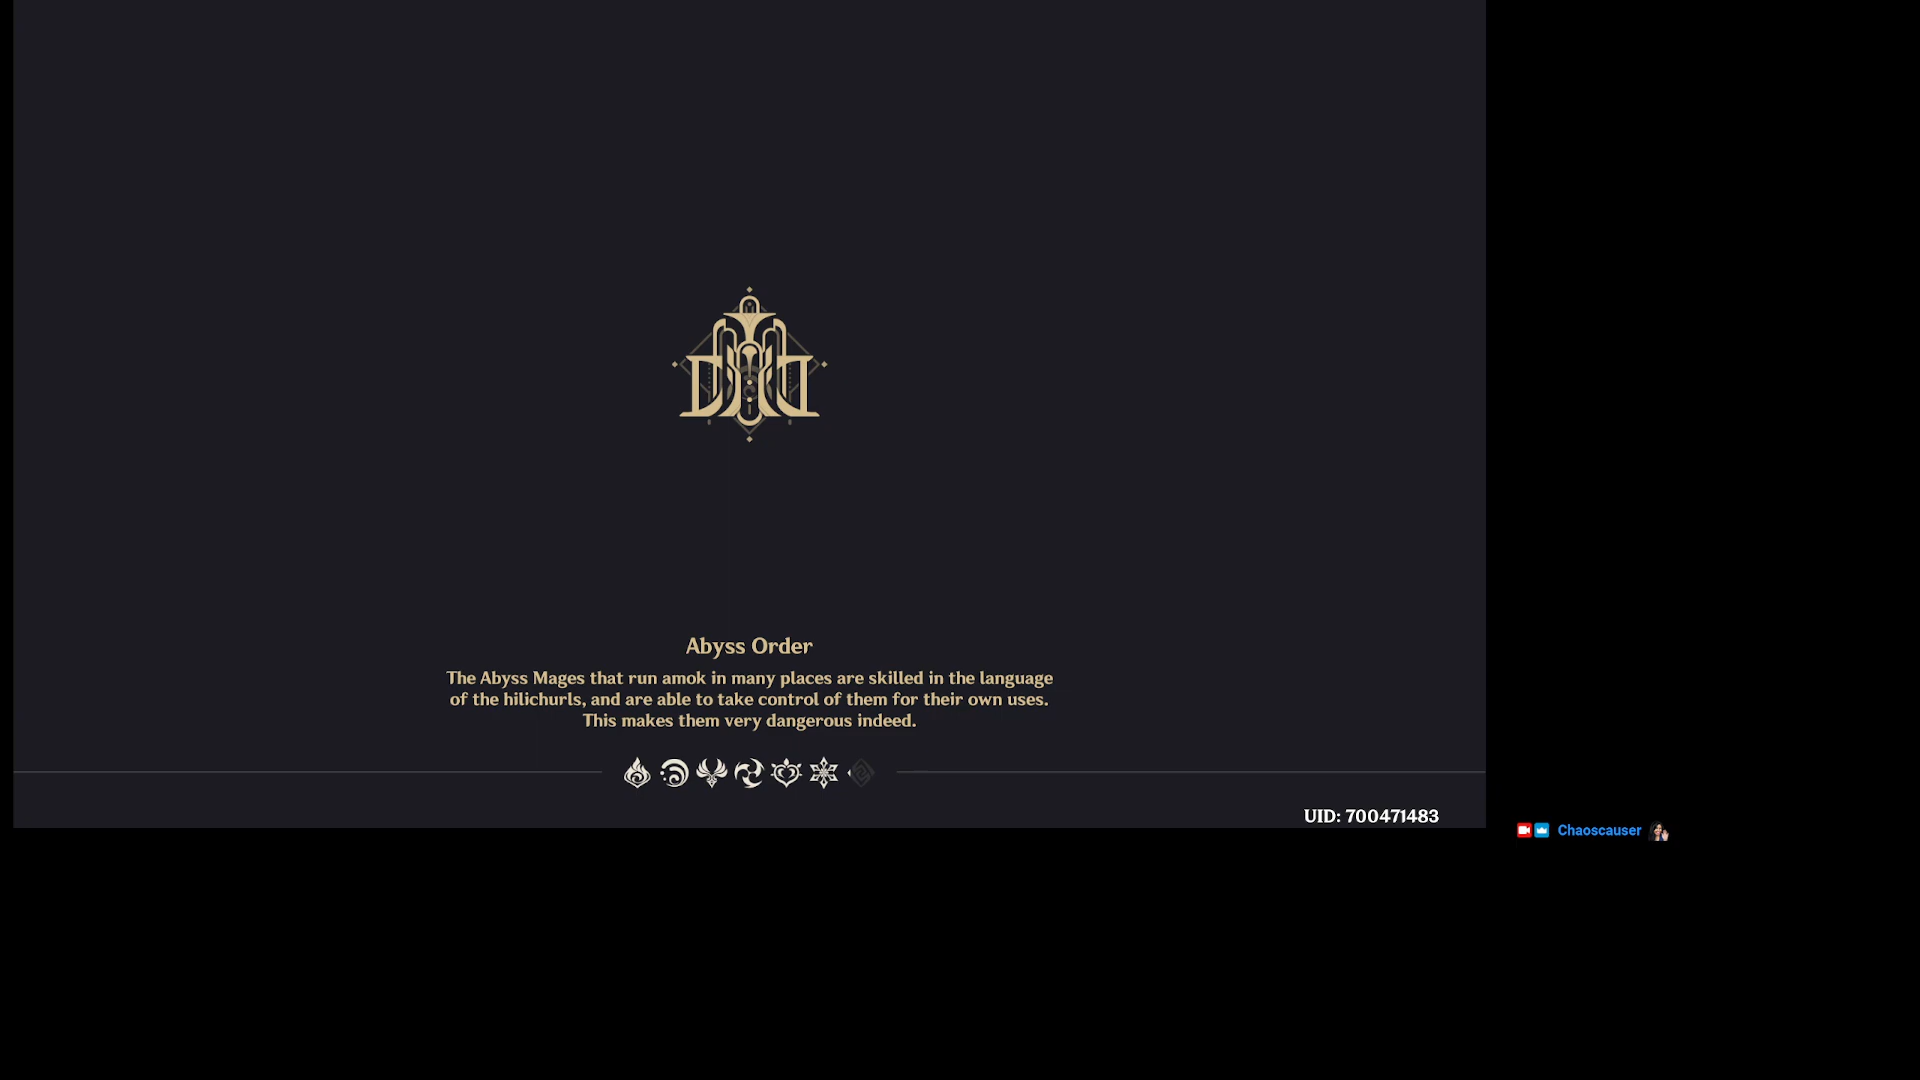 Abyss Order
The Abyss Mages that run amok in many places are skilled in the language
of the hilichurls, and are able to take control of them for their own uses.
This makes them very dangerous indeed.
UID: 700471483
Chaoscauser